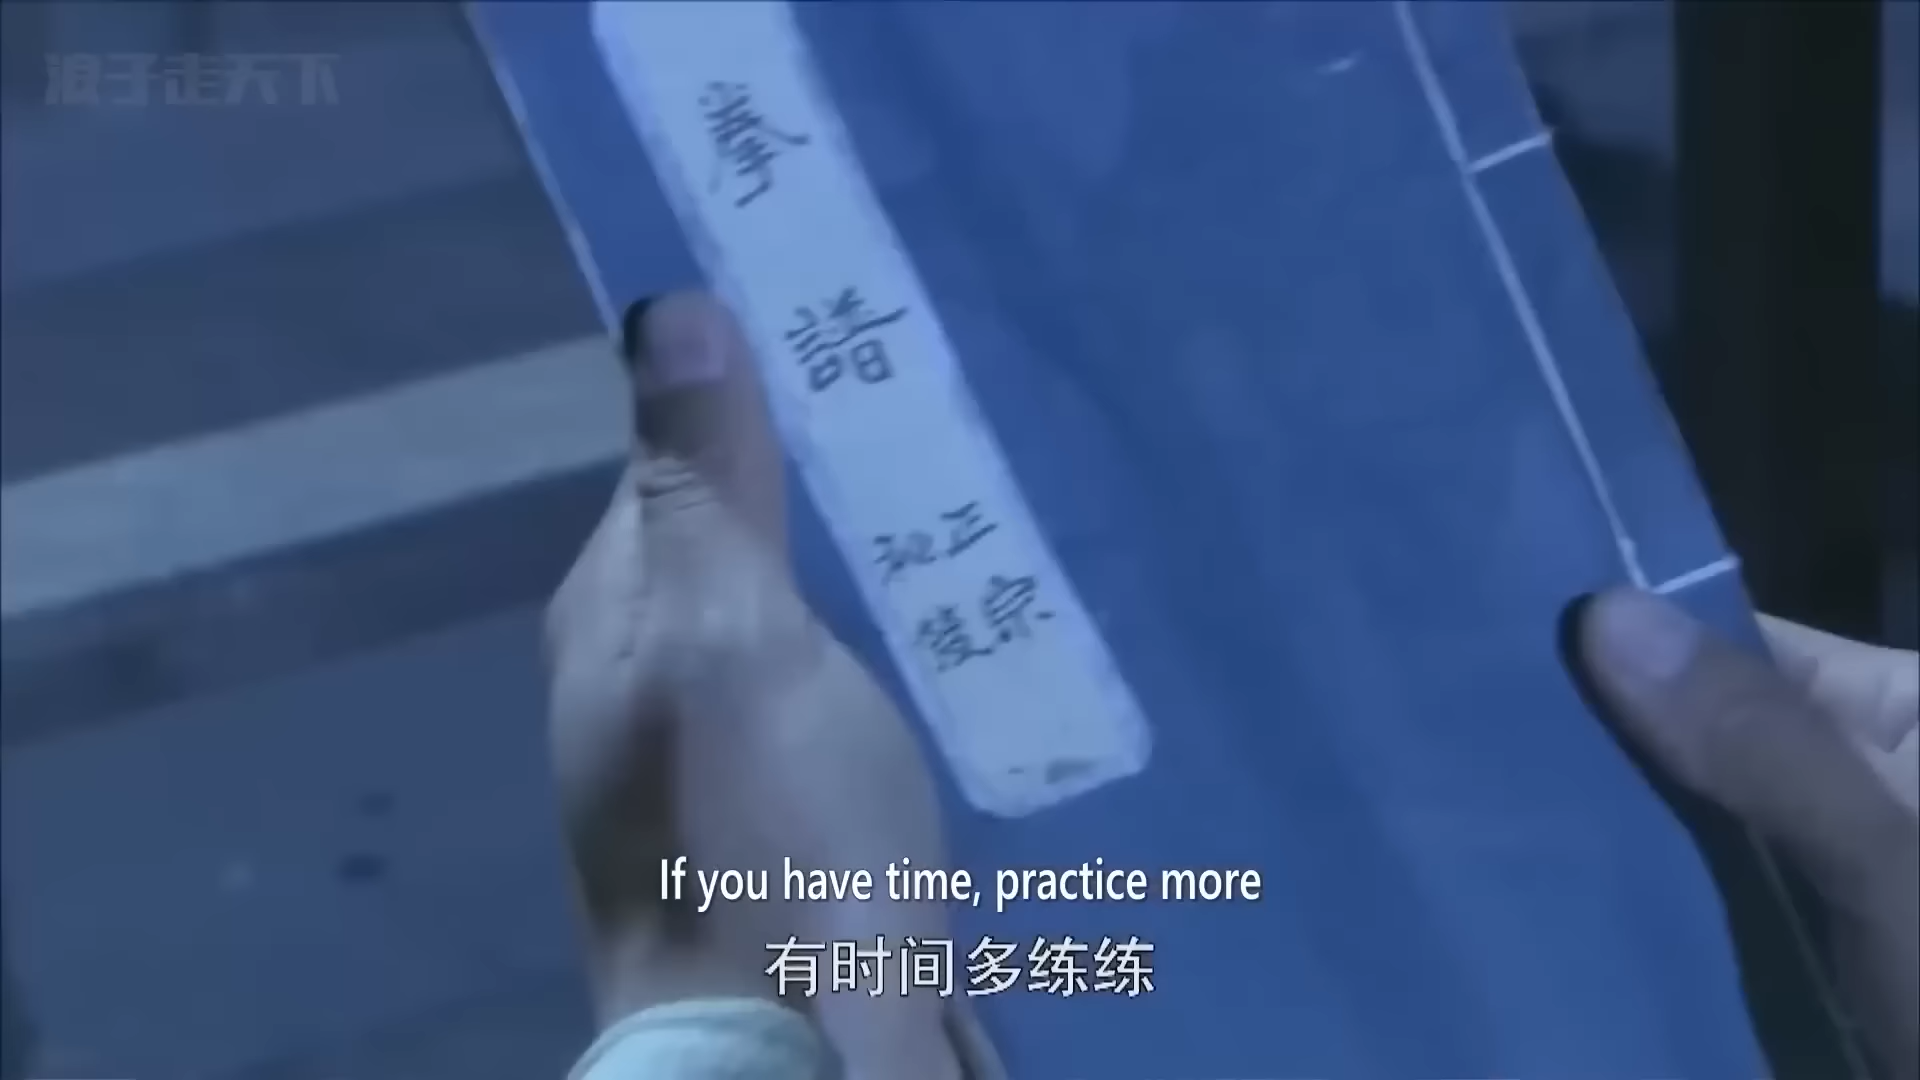 浪子走天下
拳
譜
正宗
If you have time, practice more
有时间多练练